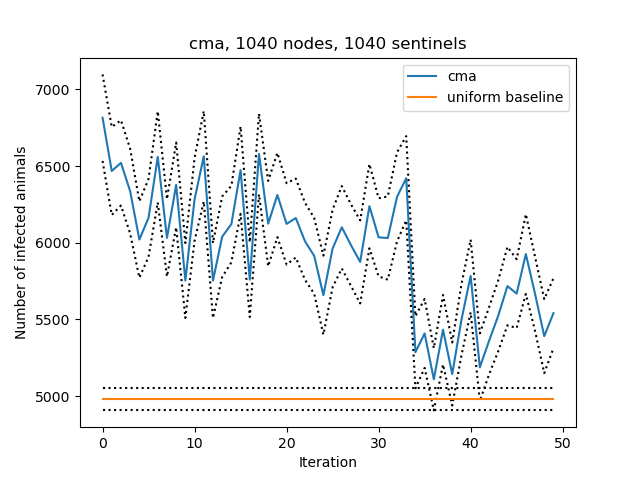 cma, 1040 nodes, 1040 sentinels
cma
uniform baseline
7000
6500
6000
5500
5000
Number of infected animals
0 10 20 30 40 50
Iteration